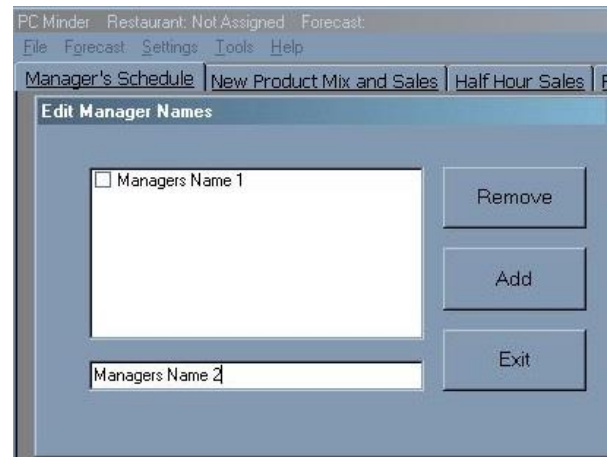 PC Minder Restaurant: Not Assigned Forecast:
File Forecast Settings Tools Help
Manager's Schedule New Product Mix and Sales Half Hour Sales
Edit Manager Names
Managers Name 1
Remove
Add
Exit
Managers Name 2